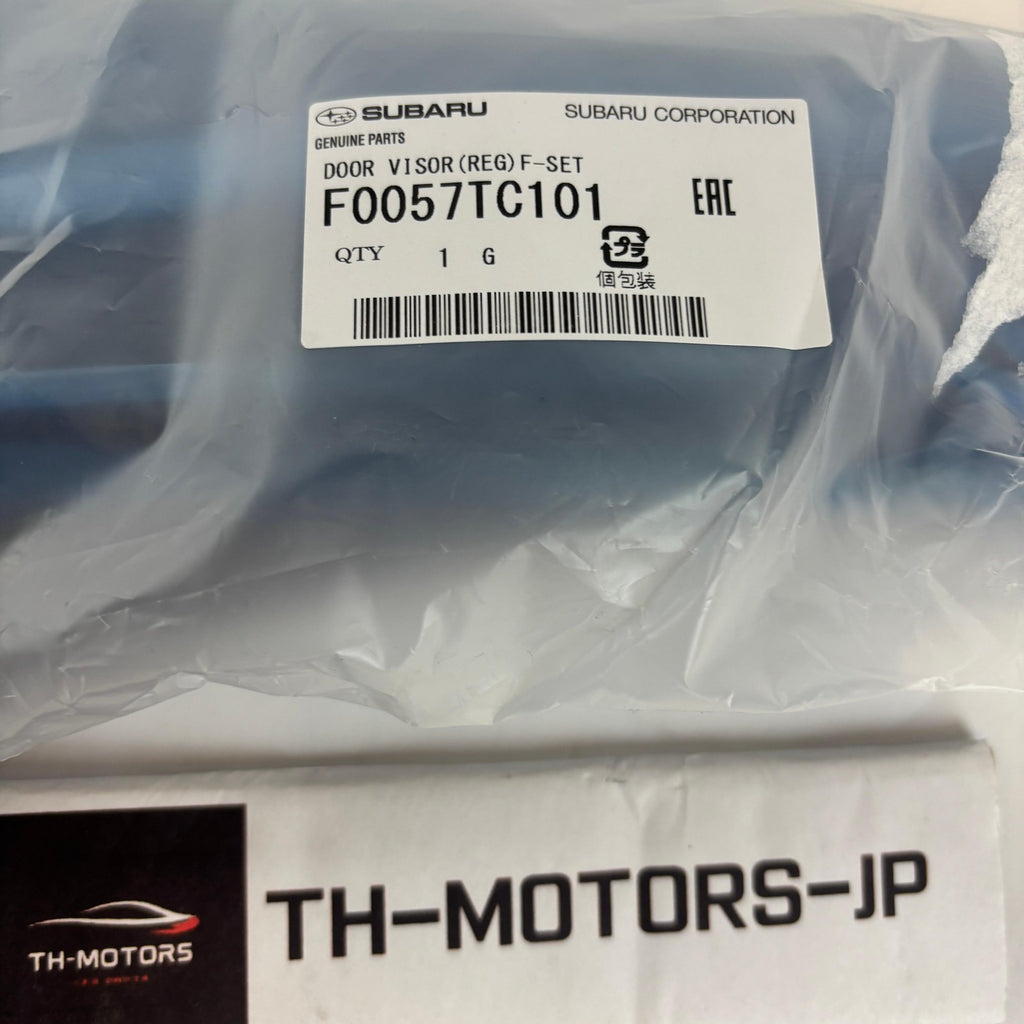 SUBARU
SUBARU CORPORATION
GENUINE PARTS
DOOR VISOR(REG)F-SET
F0057TC101
EAC
QTY 1 G
プラ
個包装
TH-MOTORS-JP
TH-MOTORS